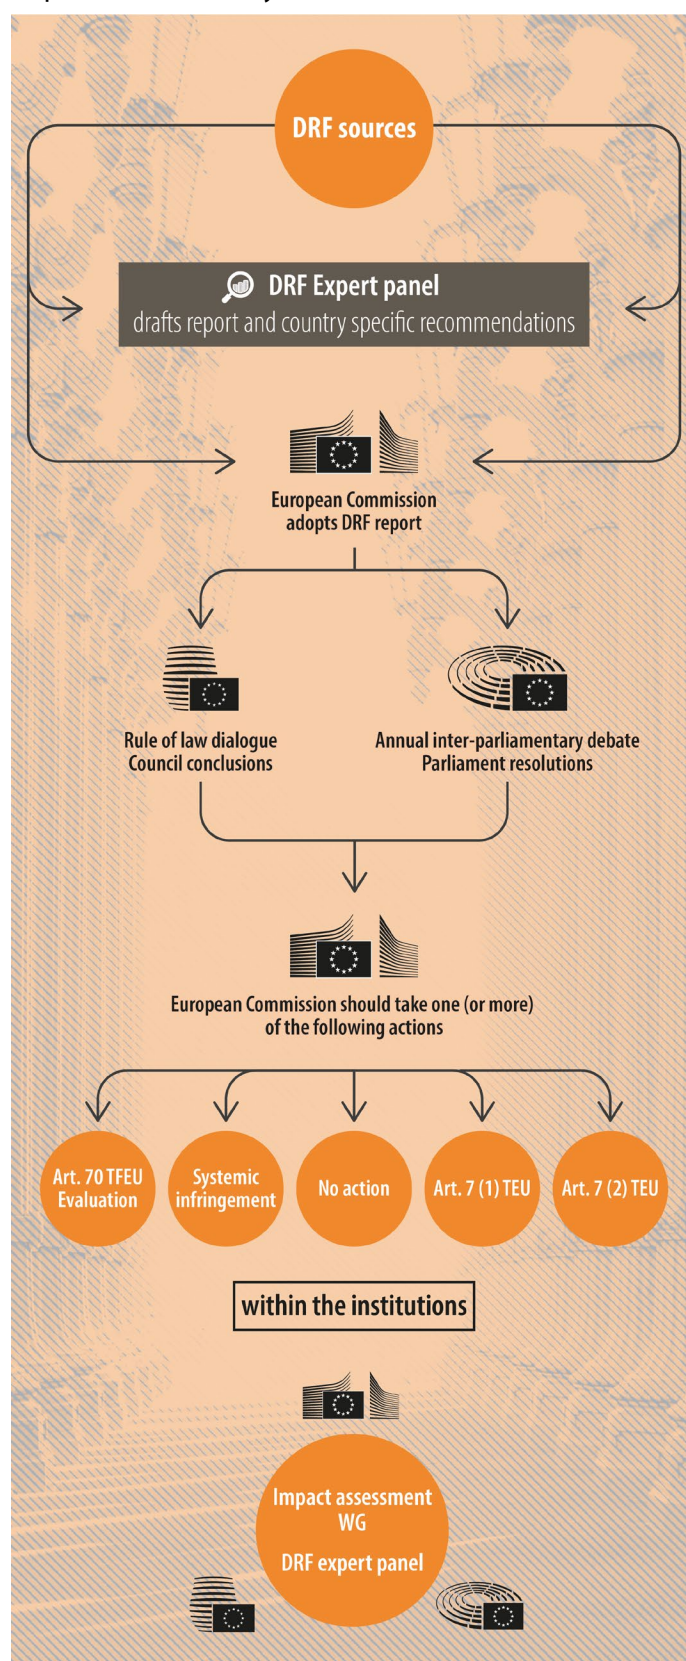 DRF sources
DRF Expert panel
drafts report and country specific recommendations
European Commission
adopts DRF report
Rule of law dialogue
Council conclusions
Annual inter-parliamentary debate
Parliament resolutions
European Commission should take one (or more)
of the following actions
Art. 70 TFEU
Evaluation
Systemic
infringement
No action
Art. 7 (1) TEU
Art. 7 (2) TEU
within the institutions
Impact assessment
WG
DRF expert panel